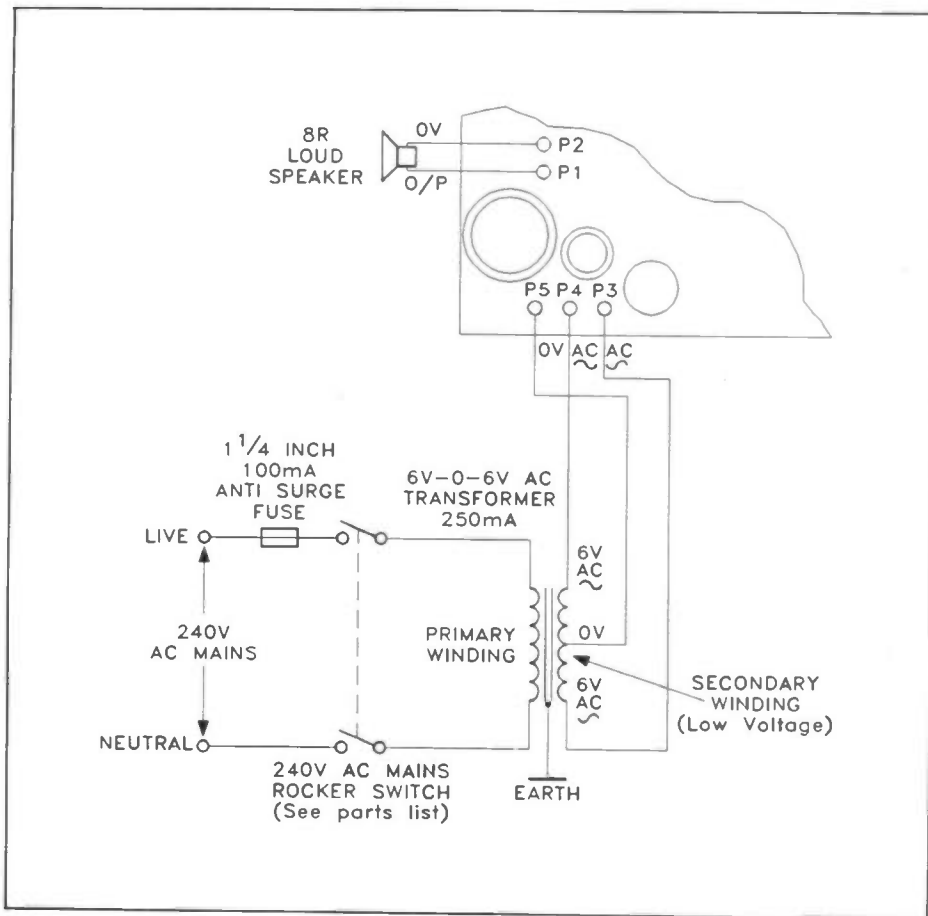 8R
LOUD
SPEAKER
0V
O/P
P2
P1
P5 P4 P3
0V AC AC
1 1/4 INCH
100mA
ANTI SURGE
FUSE
6V-0-6V AC
TRANSFORMER
250mA
LIVE
6V
AC
240V
AC MAINS
PRIMARY
WINDING
0V
6V
AC
SECONDARY
WINDING
(Low Voltage)
NEUTRAL
240V AC MAINS
ROCKER SWITCH
(See parts list)
EARTH